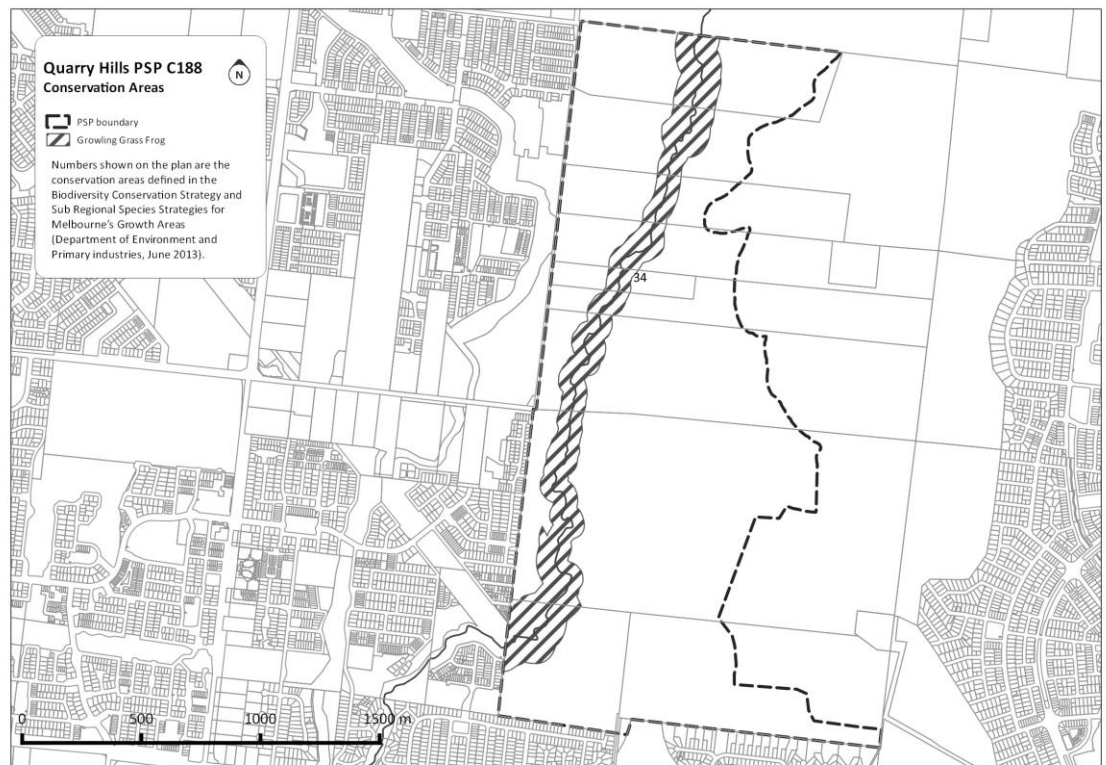 Quarry Hills PSP C188
Conservation Areas
N
PSP boundary
Growling Grass Frog
Numbers shown on the plan are the
conservation areas defined in the
Biodiversity Conservation Strategy and
Sub Regional Species Strategies for
Melbourne's Growth Areas
(Department of Environment and
Primary industries, June 2013).
34
0 500 1000 1500 m